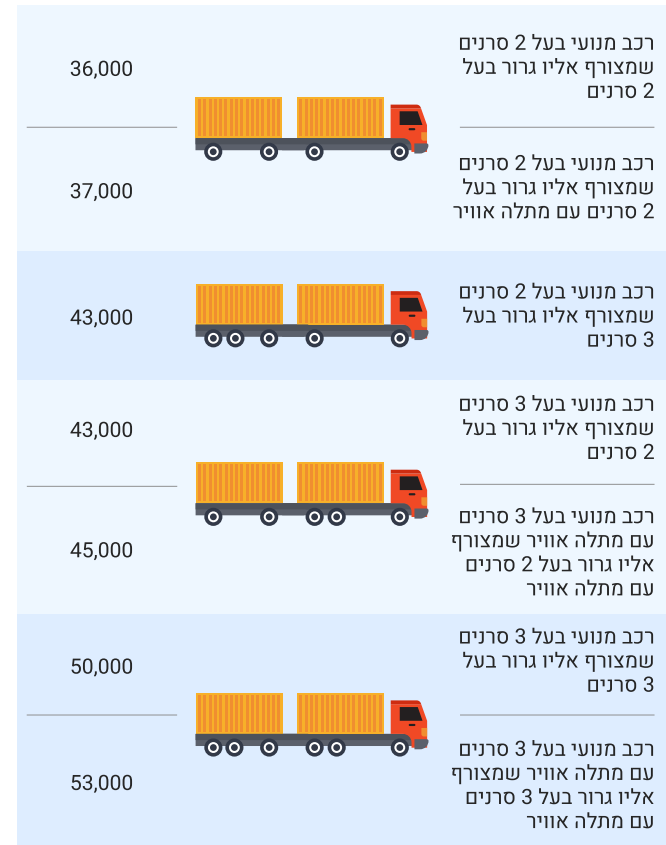 רכב מנועי בעל 2 סרנים
שמצורף אליו גרור בעל
2 סרנים
36,000
רכב מנועי בעל 2 סרנים
שמצורף אליו גרור בעל
2 סרנים עם מתלה אוויר
37,000
רכב מנועי בעל 2 סרנים
שמצורף אליו גרור בעל
3 סרנים
43,000
רכב מנועי בעל 3 סרנים
שמצורף אליו גרור בעל
2 סרנים
43,000
רכב מנועי בעל 3 סרנים
עם מתלה אוויר שמצורף
אליו גרור בעל 2 סרנים
עם מתלה אוויר
45,000
רכב מנועי בעל 3 סרנים
שמצורף אליו גרור בעל
3 סרנים
50,000
רכב מנועי בעל 3 סרנים
עם מתלה אוויר שמצורף
אליו גרור בעל 3 סרנים
עם מתלה אוויר
53,000